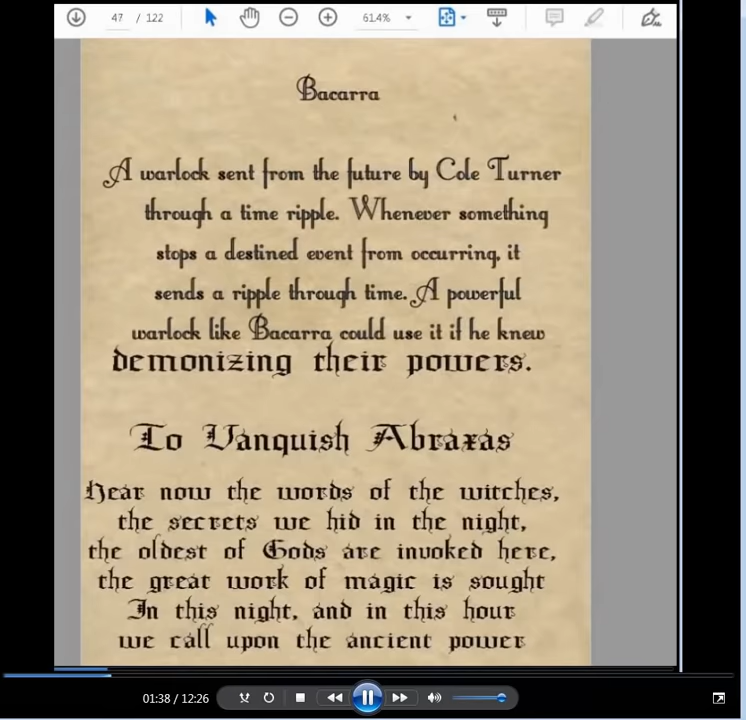 47 / 122 61.4%
Bacarra
A warlock sent from the future by Cole Turner
through a time ripple. Whenever something
stops a destined event from occurring, it
sends a ripple through time. A powerful
warlock like Bacarra could use it if he knew
demonizing their powers.
To Vanquish Abraxas
Hear now the words of the witches,
the secrets we hid in the night,
the oldest of Gods are invoked here,
the great work of magic is sought
In this night, and in this hour
we call upon the ancient power
01:38 / 12:26